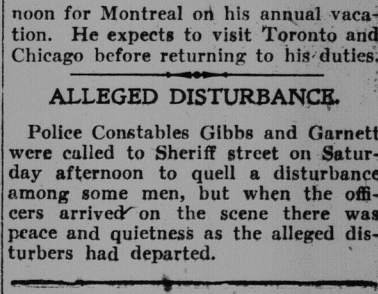 noon for Montreal on his annual vaca-
tion. He expects to visit Toronto and
Chicago before returning to his duties.
ALLEGED DISTURBANCE.
Police Constables Gibbs and Garnett
were called to Sheriff street on Satur-
day afternoon to quell a disturbance
among some men, but when the offi-
cers arrived on the scene there was
peace and quietness as the alleged dis-
turbers had departed.